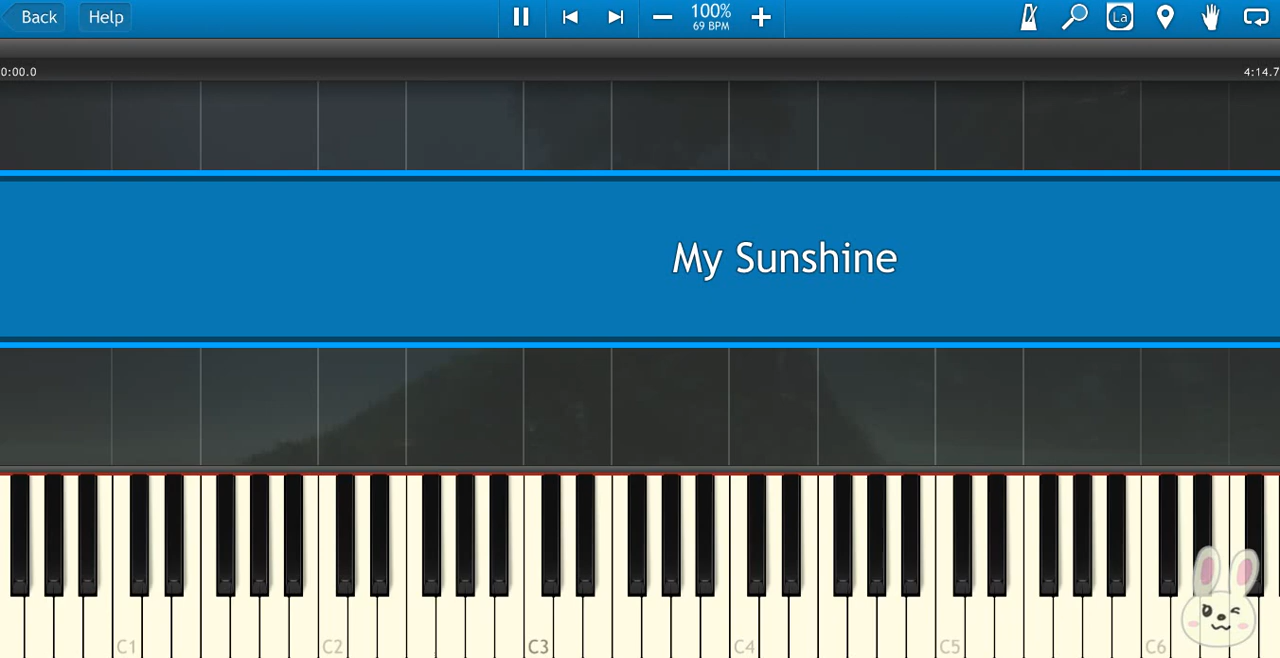 Back Help 100% La
69 BPM
0:00.0 4:14.7
My Sunshine
C1 C2 C3 C4 C5 C6